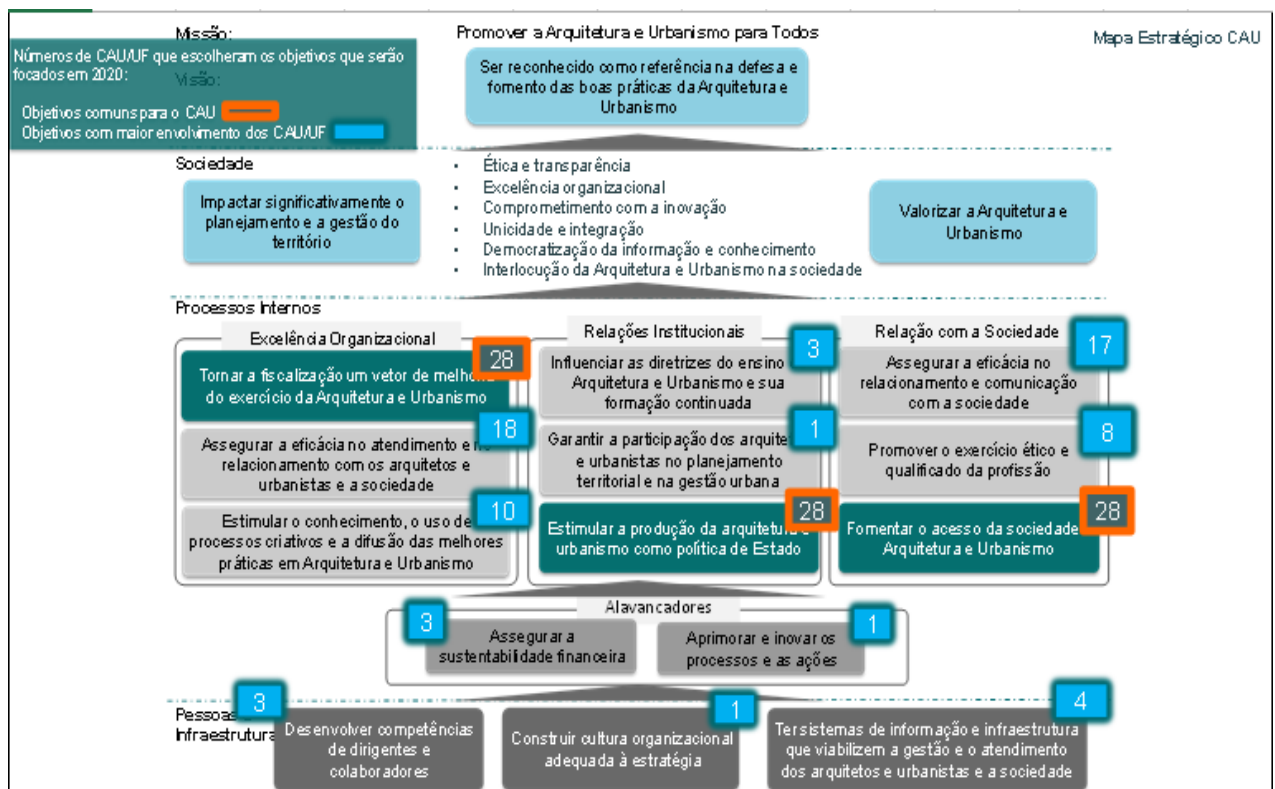 Missão:
Promover a Arquitetura e Urbanismo para Todos
Mapa Estratégico CAU
Números de CAU/UF que escolheram os objetivos que serão
focados em 2020:
Visão:
Objetivos comuns para o CAU
Objetivos com maior envolvimento dos CAU/UF
Ser reconhecido como referência na defesa e
fomento das boas práticas da Arquitetura e
Urbanismo
Sociedade
Impactar significativamente o
planejamento e a gestão do
território
• Ética e transparência
• Excelência organizacional
• Comprometimento com a inovação
• Unicidade e integração
• Democratização da informação e conhecimento
• Interlocução da Arquitetura e Urbanismo na sociedade
Valorizar a Arquitetura e
Urbanismo
Processos Internos
Excelência Organizacional
28
Tornar a fiscalização um vetor de melhoria
do exercício da Arquitetura e Urbanismo
18
Assegurar a eficácia no atendimento e no
relacionamento com os arquitetos e
urbanistas e a sociedade
10
Estimular o conhecimento, o uso de
processos criativos e a difusão das melhores
práticas em Arquitetura e Urbanismo
Relações Institucionais
3
Influenciar as diretrizes do ensino
Arquitetura e Urbanismo e sua
formação continuada
1
Garantir a participação dos arquitet
e urbanistas no planejamento
territorial e na gestão urbana
28
Estimular a produção da arquitetura e
urbanismo como política de Estado
Relação com a Sociedade
17
Assegurar a eficácia no
relacionamento e comunicação
com a sociedade
8
Promover o exercício ético e
qualificado da profissão
28
Fomentar o acesso da sociedade
Arquitetura e Urbanismo
Alavancadores
3
Assegurar a
sustentabilidade financeira
1
Aprimorar e inovar os
processos e as ações
Pessoas
Infraestrutura
3
Desenvolver competências
de dirigentes e
colaboradores
1
Construir cultura organizacional
adequada à estratégia
4
Ter sistemas de informação e infraestrutura
que viabilizem a gestão e o atendimento
dos arquitetos e urbanistas e a sociedade